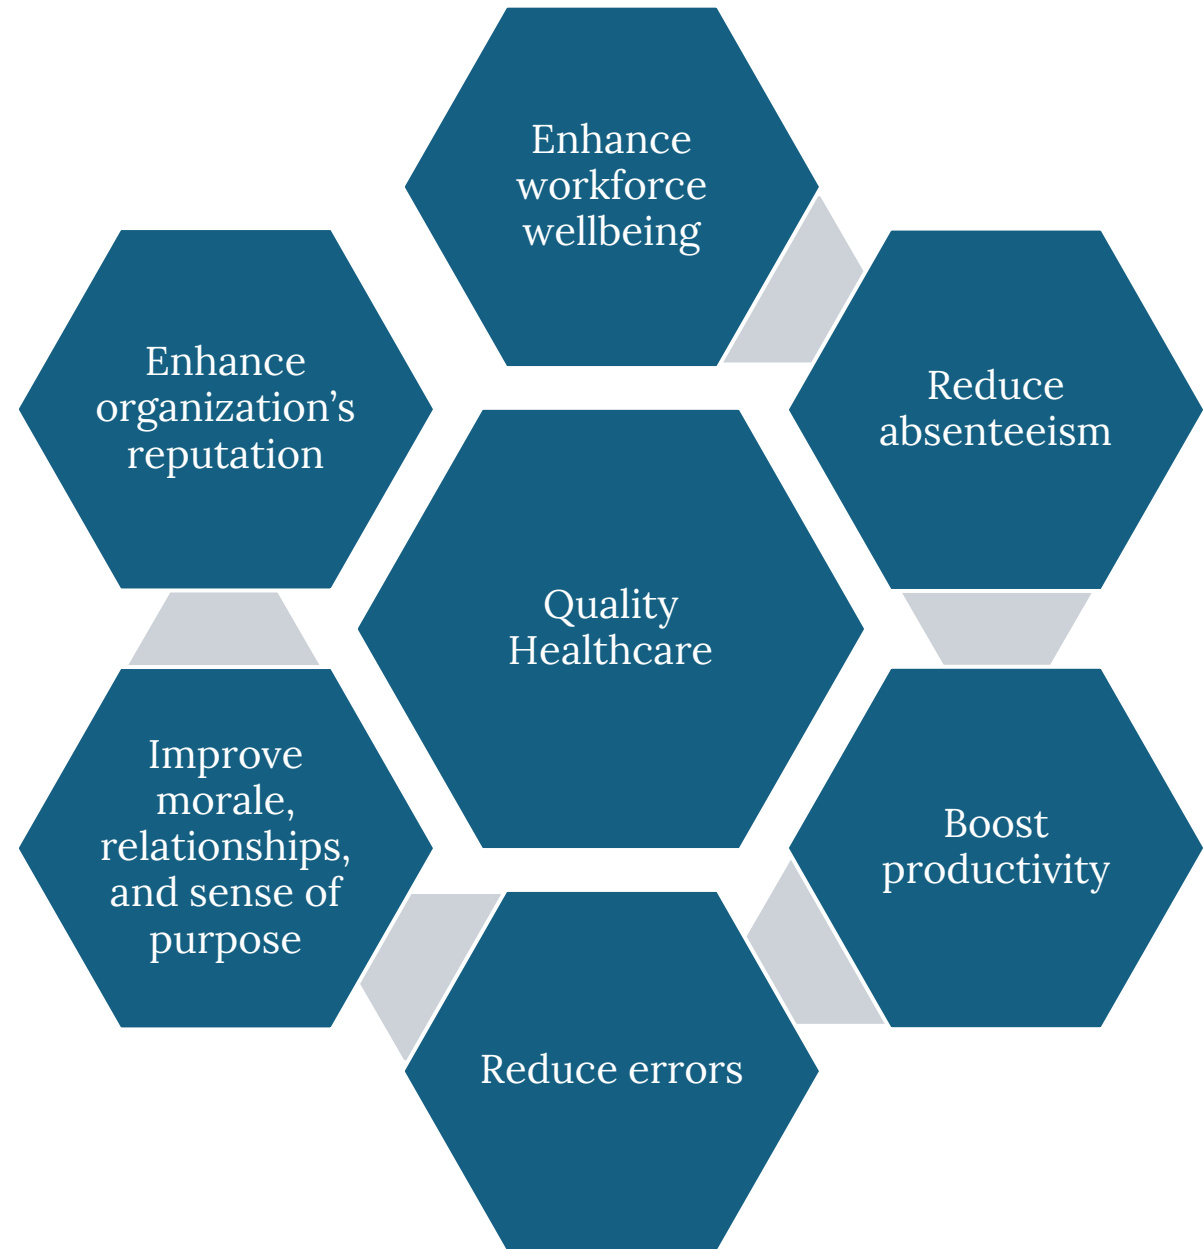 Enhance
workforce
wellbeing
Reduce
absenteeism
Boost
productivity
Reduce errors
Improve
morale,
relationships,
and sense of
purpose
Enhance
organization’s
reputation
Quality
Healthcare